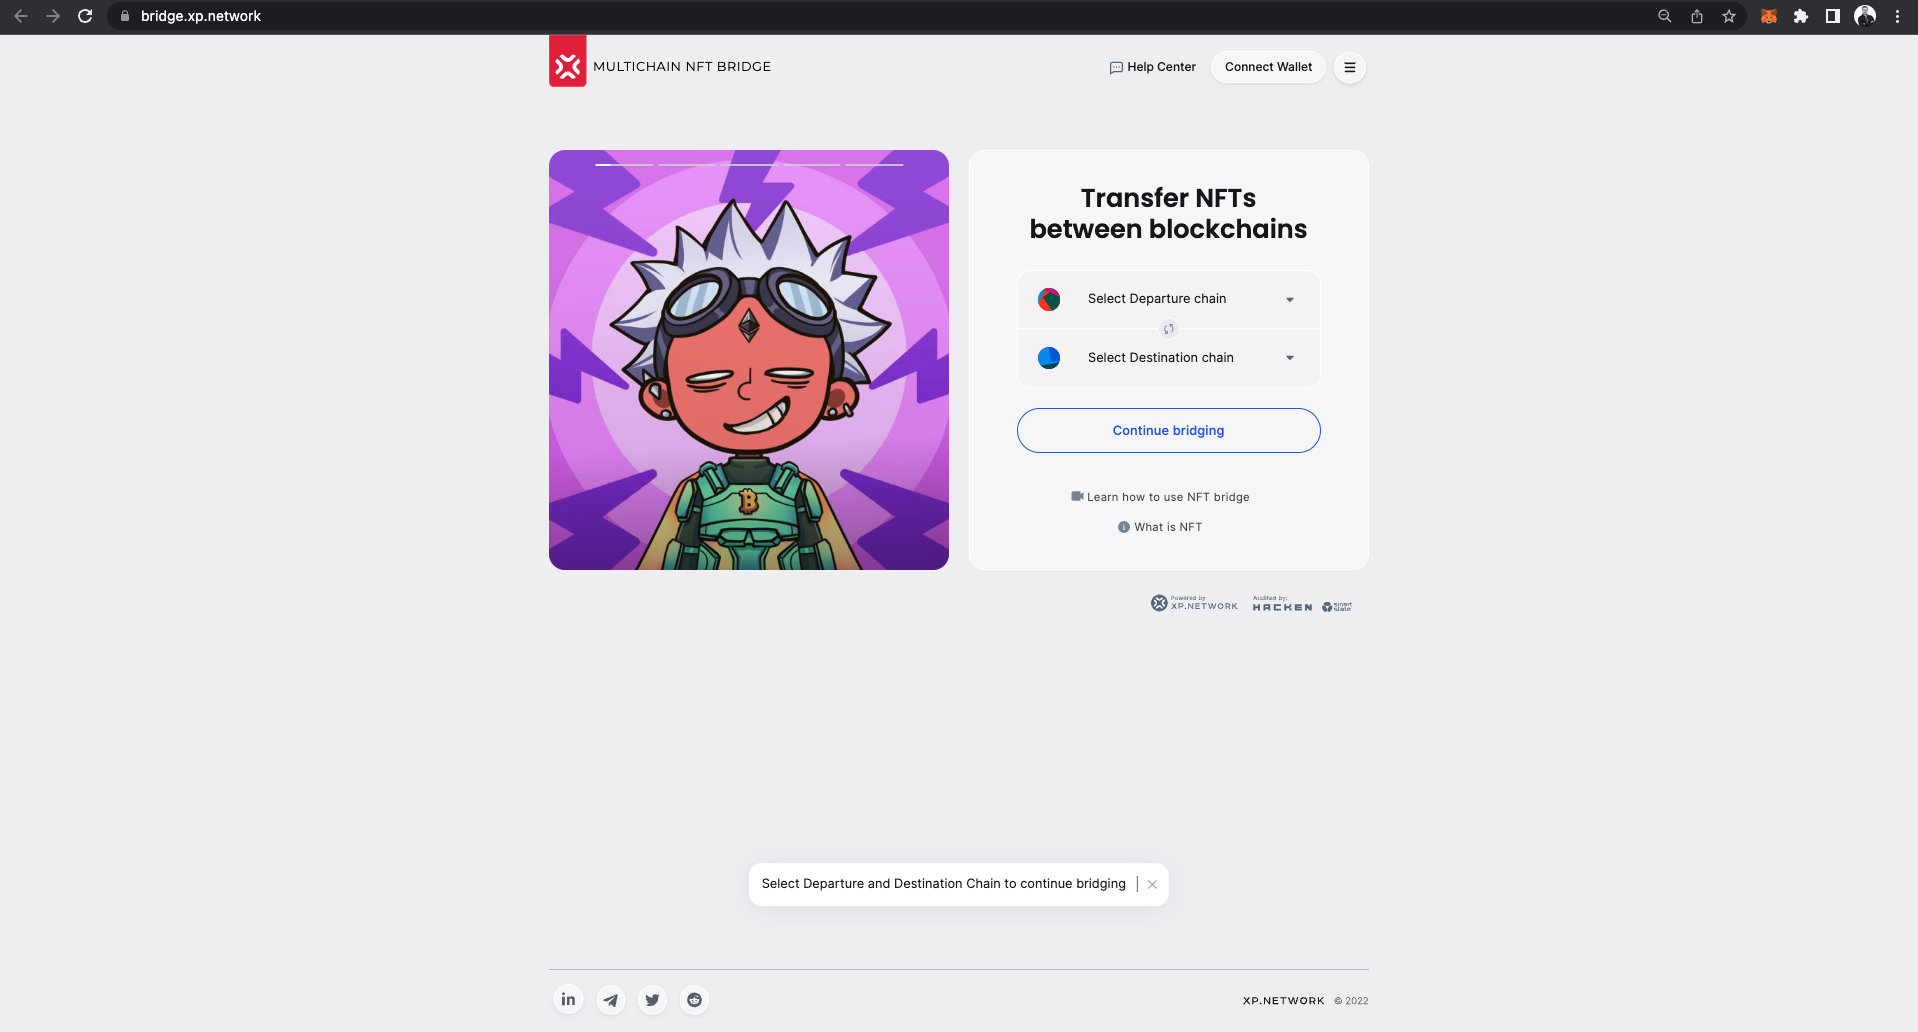 bridge.xp.network
MULTICHAIN NFT BRIDGE
Help Center
Connect Wallet
Transfer NFTs
between blockchains
Select Departure chain
Select Destination chain
Continue bridging
Learn how to use NFT bridge
What is NFT
Powered by
XP.NETWORK
Audited by:
HACKEN
smart
state
Select Departure and Destination Chain to continue bridging
XP.NETWORK © 2022